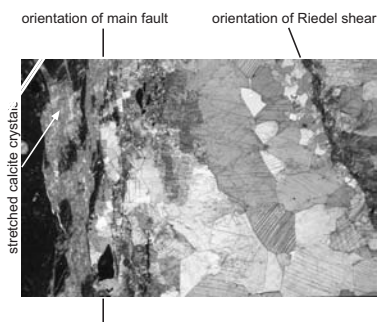 orientation of main fault
orientation of Riedel shear
stretched calcite crystals